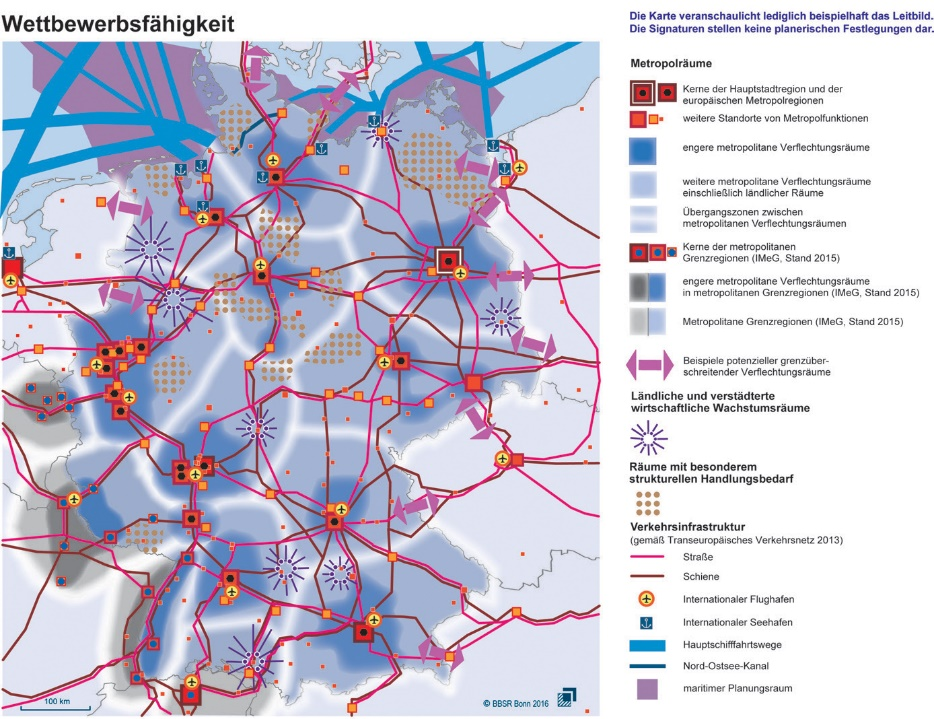 Wettbewerbsfähigkeit
Die Karte veranschaulicht lediglich beispielhaft das Leitbild.
Die Signaturen stellen keine planerischen Festlegungen dar.
Metropolräume
Kerne der Hauptstadtregion und der
europäischen Metropolregionen
weitere Standorte von Metropolfunktionen
engere metropolitane Verflechtungsräume
weitere metropolitane Verflechtungsräume
einschließlich ländlicher Räume
Übergangszonen zwischen
metropolitanen Verflechtungsräumen
Kerne der metropolitanen
Grenzregionen (IMeG, Stand 2015)
engere metropolitane Verflechtungsräume
in metropolitanen Grenzregionen (IMeG, Stand 2015)
Metropolitane Grenzregionen (IMeG, Stand 2015)
Beispiele potenzieller grenzüber-
schreitender Verflechtungsräume
Ländliche und verstädterte
wirtschaftliche Wachstumsräume
Räume mit besonderem
strukturellen Handlungsbedarf
Verkehrsinfrastruktur
(gemäß Transeuropäisches Verkehrsnetz 2013)
Straße
Schiene
Internationaler Flughafen
Internationaler Seehafen
Hauptschifffahrtswege
Nord-Ostsee-Kanal
maritimer Planungsraum
100 km
© BBSR Bonn 2016